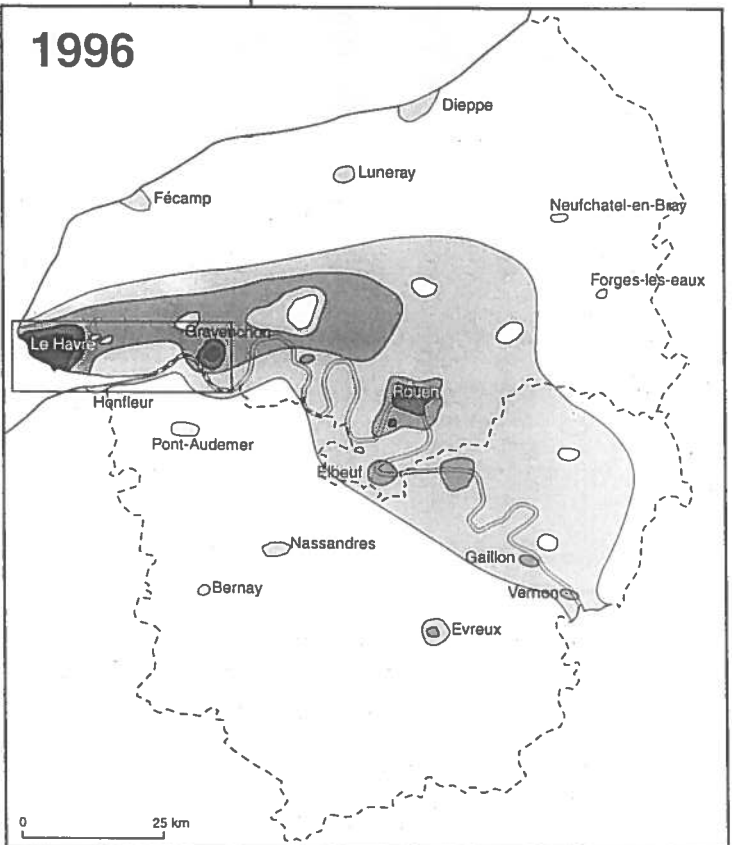 1996
Dieppe
Luneray
Fécamp
Neufchatel-en-Bray
Forges-les-eaux
Gravenchon
Le Havre
Rouen
Honfleur
Pont-Audemer
Elbeuf
Nassandres
Gaillon
Bernay
Vernon
Evreux
0 25 km